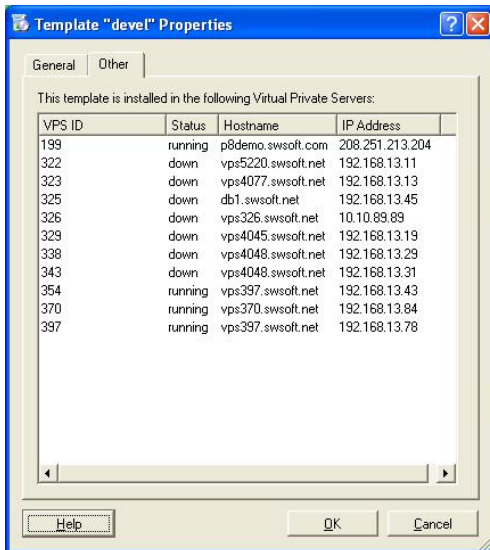 Template "devel" Properties
General Other
This template is installed in the following Virtual Private Servers:
VPS ID Status Hostname IP Address
199 running p8demo.swsoft.com 208.251.213.204
322 down vps5220.swsoft.net 192.168.13.11
323 down vps4077.swsoft.net 192.168.13.13
325 down db1.swsoft.net 192.168.13.45
326 down vps326.swsoft.net 10.10.89.89
329 down vps4045.swsoft.net 192.168.13.19
338 down vps4048.swsoft.net 192.168.13.29
343 down vps4048.swsoft.net 192.168.13.31
354 running vps397.swsoft.net 192.168.13.43
370 running vps370.swsoft.net 192.168.13.84
397 running vps397.swsoft.net 192.168.13.78
Help OK Cancel